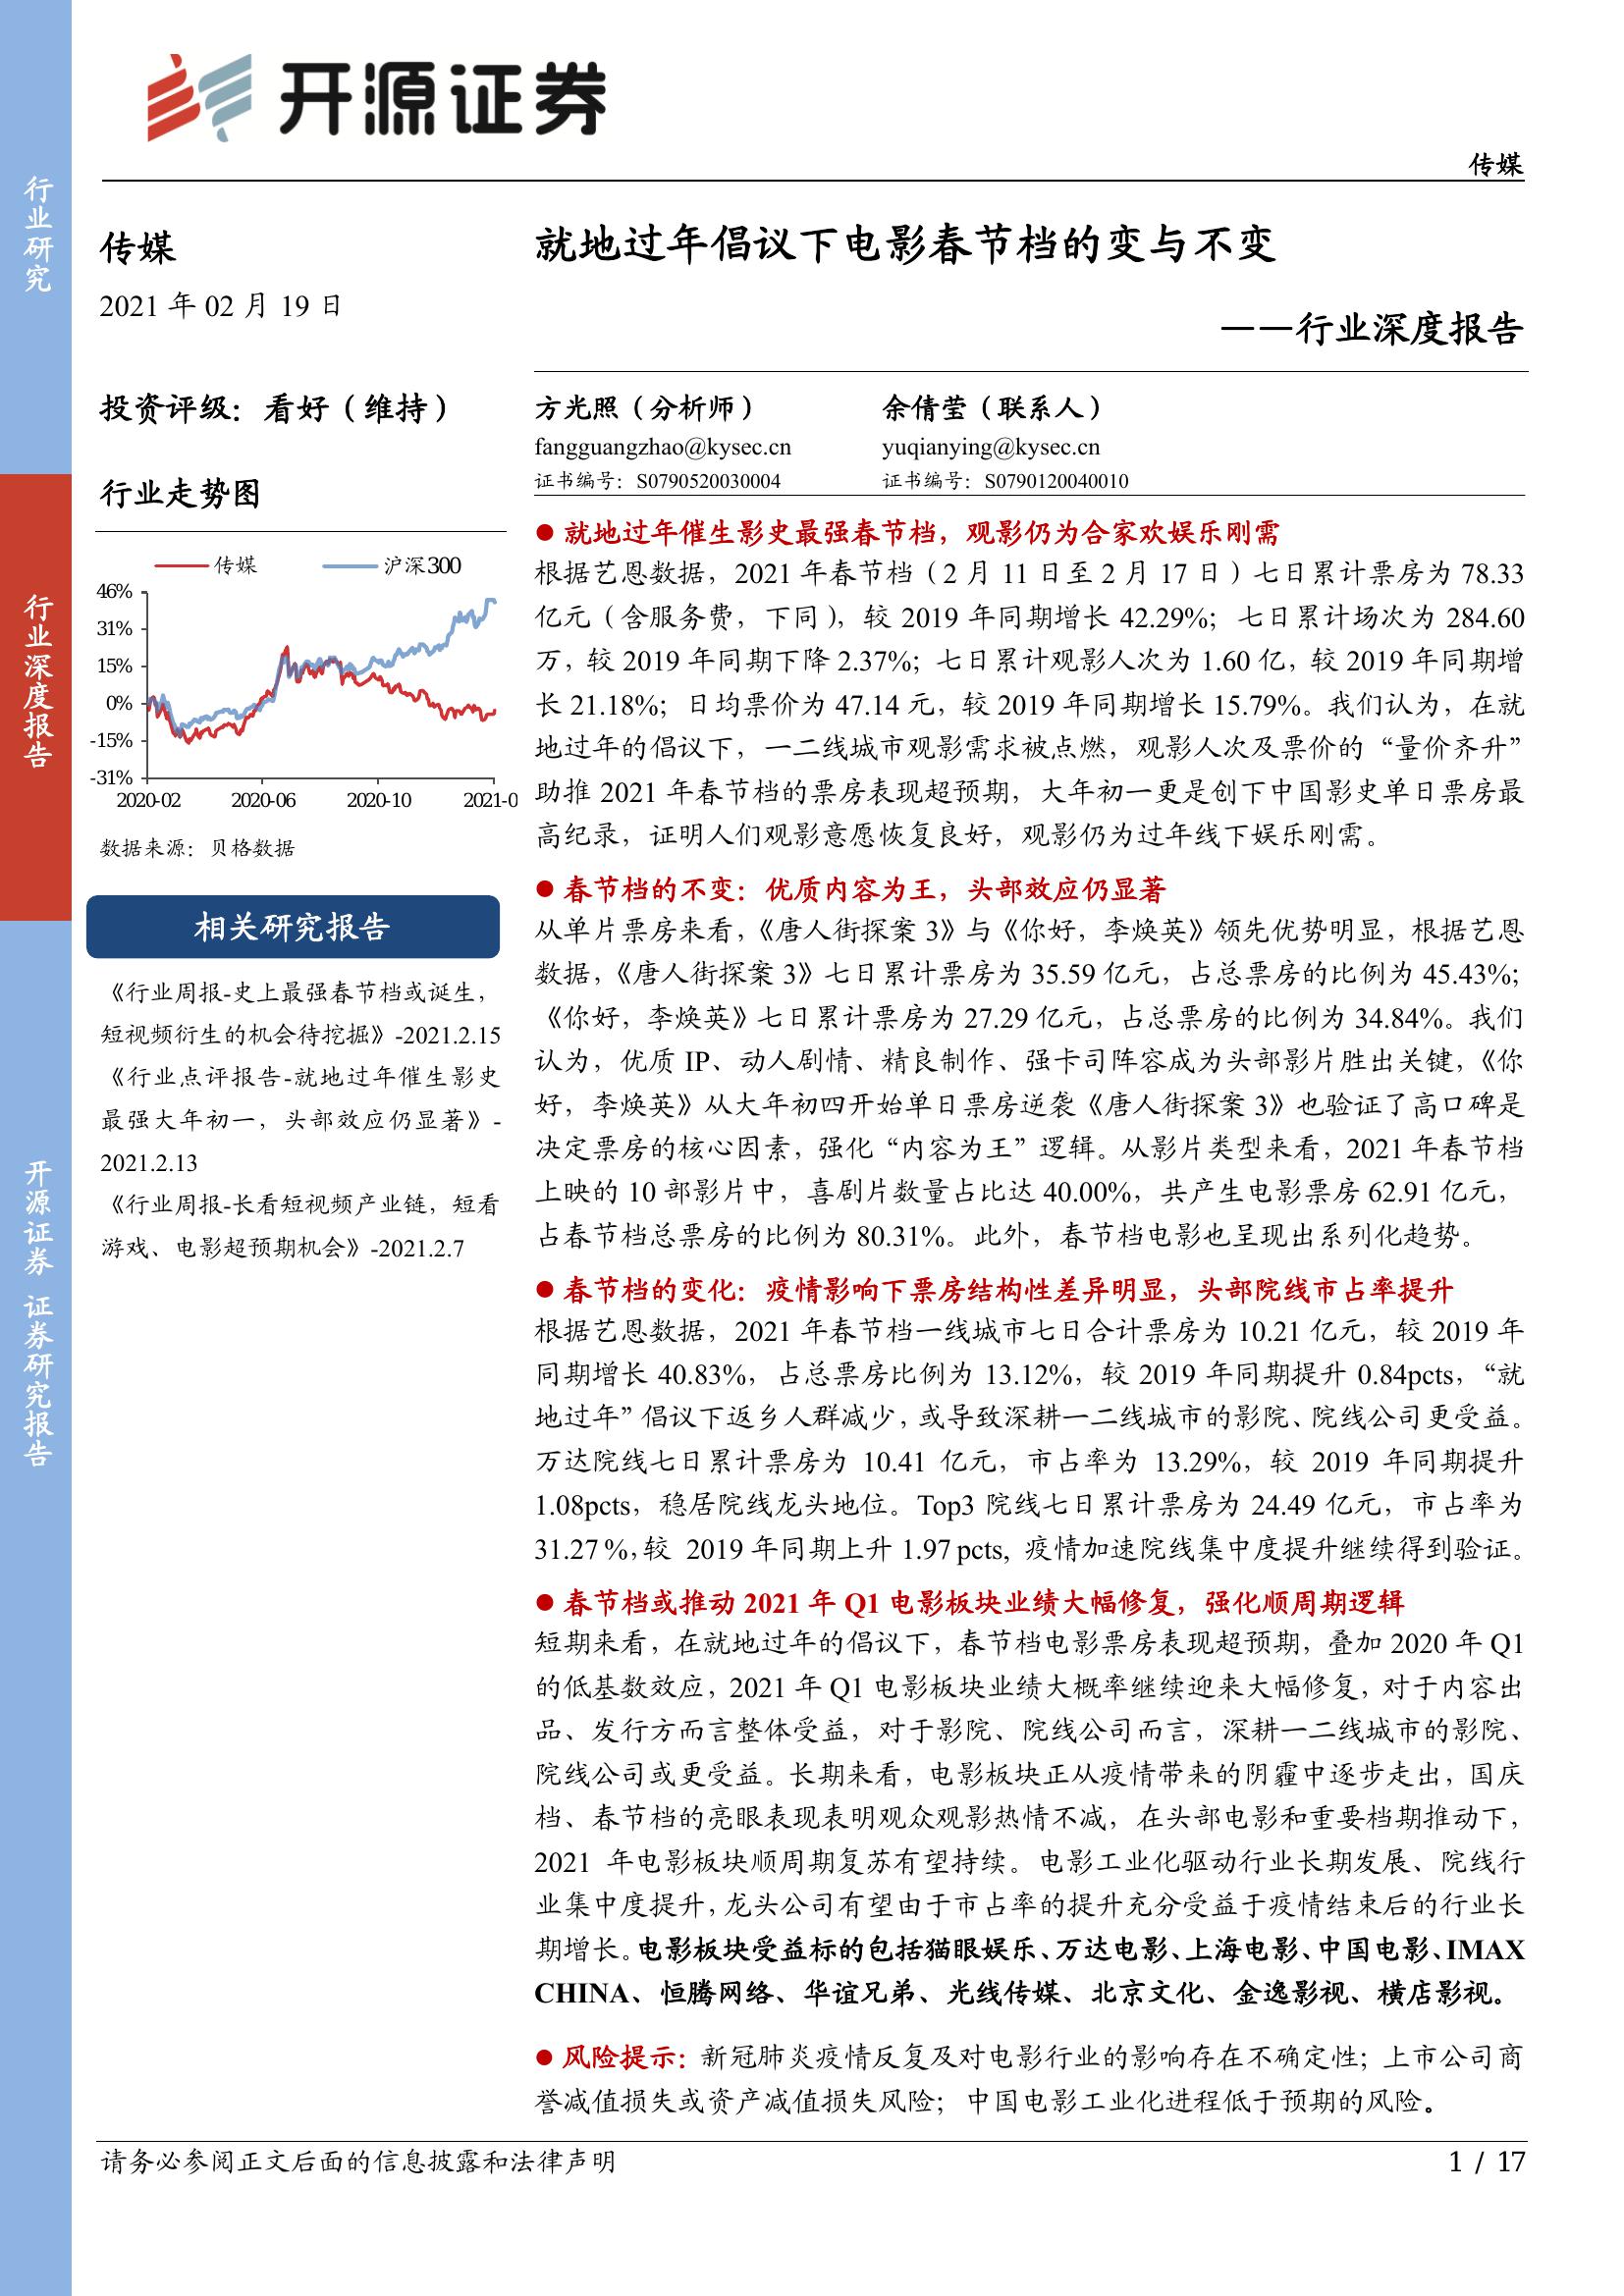 开源证券
传媒
行业研究
行业深度报告
开源证券 证券研究报告
传媒
2021 年 02 月 19 日
投资评级：看好（维持）
行业走势图
传媒
沪深300
46%
31%
15%
0%
-15%
-31%
2020-02
2020-06
2020-10
2021-0
数据来源：贝格数据
相关研究报告
《行业周报-史上最强春节档或诞生，
短视频衍生的机会待挖掘》-2021.2.15
《行业点评报告-就地过年催生影史
最强大年初一，头部效应仍显著》-
2021.2.13
《行业周报-长看短视频产业链，短看
游戏、电影超预期机会》-2021.2.7
就地过年倡议下电影春节档的变与不变
——行业深度报告
方光照（分析师）
余倩莹（联系人）
fangguangzhao@kysec.cn
yuqianying@kysec.cn
证书编号：S0790520030004
证书编号：S0790120040010
● 就地过年催生影史最强春节档，观影仍为合家欢娱乐刚需
根据艺恩数据，2021 年春节档（2 月 11 日至 2 月 17 日）七日累计票房为 78.33
亿元（含服务费，下同），较 2019 年同期增长 42.29%；七日累计场次为 284.60
万，较 2019 年同期下降 2.37%；七日累计观影人次为 1.60 亿，较 2019 年同期增
长 21.18%；日均票价为 47.14 元，较 2019 年同期增长 15.79%。我们认为，在就
地过年的倡议下，一二线城市观影需求被点燃，观影人次及票价的“量价齐升”
助推 2021 年春节档的票房表现超预期，大年初一更是创下中国影史单日票房最
高纪录，证明人们观影意愿恢复良好，观影仍为过年线下娱乐刚需。
● 春节档的不变：优质内容为王，头部效应仍显著
从单片票房来看，《唐人街探案 3》与《你好，李焕英》领先优势明显，根据艺恩
数据，《唐人街探案 3》七日累计票房为 35.59 亿元，占总票房的比例为 45.43%；
《你好，李焕英》七日累计票房为 27.29 亿元，占总票房的比例为 34.84%。我们
认为，优质 IP、动人剧情、精良制作、强卡司阵容成为头部影片胜出关键，《你
好，李焕英》从大年初四开始单日票房逆袭《唐人街探案 3》也验证了高口碑是
决定票房的核心因素，强化“内容为王”逻辑。从影片类型来看，2021 年春节档
上映的 10 部影片中，喜剧片数量占比达 40.00%，共产生电影票房 62.91 亿元，
占春节档总票房的比例为 80.31%。此外，春节档电影也呈现出系列化趋势。
● 春节档的变化：疫情影响下票房结构性差异明显，头部院线市占率提升
根据艺恩数据，2021 年春节档一线城市七日合计票房为 10.21 亿元，较 2019 年
同期增长 40.83%，占总票房比例为 13.12%，较 2019 年同期提升 0.84pcts，“就
地过年”倡议下返乡人群减少，或导致深耕一二线城市的影院、院线公司更受益。
万达院线七日累计票房为 10.41 亿元，市占率为 13.29%，较 2019 年同期提升
1.08pcts，稳居院线龙头地位。Top3 院线七日累计票房为 24.49 亿元，市占率为
31.27%，较 2019 年同期上升 1.97 pcts, 疫情加速院线集中度提升继续得到验证。
● 春节档或推动 2021 年 Q1 电影板块业绩大幅修复，强化顺周期逻辑
短期来看，在就地过年的倡议下，春节档电影票房表现超预期，叠加 2020 年 Q1
的低基数效应，2021 年 Q1 电影板块业绩大概率继续迎来大幅修复，对于内容出
品、发行方而言整体受益，对于影院、院线公司而言，深耕一二线城市的影院、
院线公司或更受益。长期来看，电影板块正从疫情带来的阴霾中逐步走出，国庆
档、春节档的亮眼表现表明观众观影热情不减，在头部电影和重要档期推动下，
2021 年电影板块顺周期复苏有望持续。电影工业化驱动行业长期发展、院线行
业集中度提升，龙头公司有望由于市占率的提升充分受益于疫情结束后的行业长
期增长。电影板块受益标的包括猫眼娱乐、万达电影、上海电影、中国电影、IMAX
CHINA、恒腾网络、华谊兄弟、光线传媒、北京文化、金逸影视、横店影视。
● 风险提示：新冠肺炎疫情反复及对电影行业的影响存在不确定性；上市公司商
誉减值损失或资产减值损失风险；中国电影工业化进程低于预期的风险。
请务必参阅正文后面的信息披露和法律声明
1 / 17